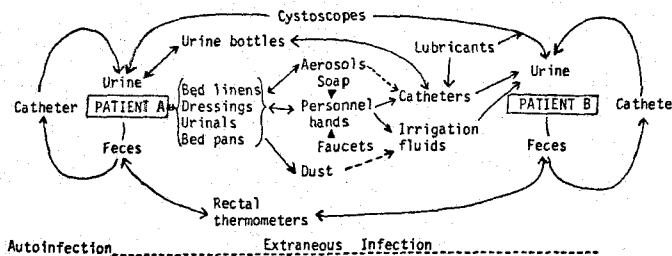 Cystoscopes
Urine bottles
Lubricants
Aerosols
Soap
Urine
Urine
Bed linens
Catheter
PATIENT A
Dressings
Personnel
hands
Catheters
PATIENT B
Cathete
Urinals
Bed pans
Irrigation
fluids
Faucets
Feces
Feces
Dust
Rectal
thermometers
Autoinfection
Extraneous Infection